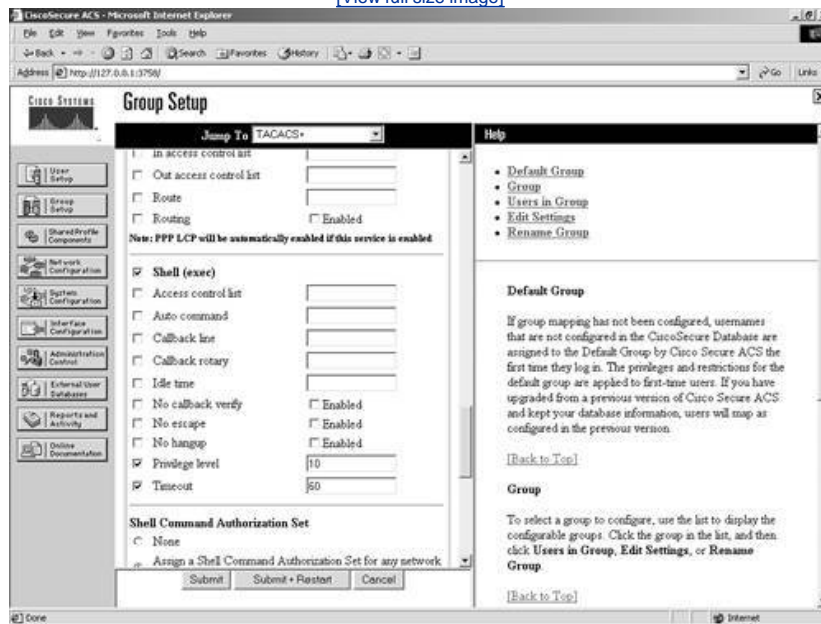 [View full size image]
CiscoSecure ACS - Microsoft Internet Explorer
File Edit View Favorites Tools Help
Back Search Favorites History
Address http://127.0.0.1:3758/ Go Links
CISCO SYSTEMS
Group Setup
Jump To TACACS+
User Setup
Group Setup
Shared Profile Components
Network Configuration
System Configuration
Interface Configuration
Administration Control
External User Databases
Reports and Activity
Online Documentation
In access control list
Out access control list
Route
Routing Enabled
Note: PPP LCP will be automatically enabled if this service is enabled
Shell (exec)
Access control list
Auto command
Callback line
Callback rotary
Idle time
No callback verify Enabled
No escape Enabled
No hangup Enabled
Privilege level 10
Timeout 60
Shell Command Authorization Set
None
Assign a Shell Command Authorization Set for any network
Submit Submit + Restart Cancel
Help
Default Group
Group
Users in Group
Edit Settings
Rename Group
Default Group
If group mapping has not been configured, usernames
that are not configured in the CiscoSecure Database are
assigned to the Default Group by Cisco Secure ACS the
first time they log in. The privileges and restrictions for the
default group are applied to first-time users. If you have
upgraded from a previous version of Cisco Secure ACS
and kept your database information, users will map as
configured in the previous version.
[Back to Top]
Group
To select a group to configure, use the list to display the
configurable groups. Click the group in the list, and then
click Users in Group, Edit Settings, or Rename
Group.
[Back to Top]
Done Internet